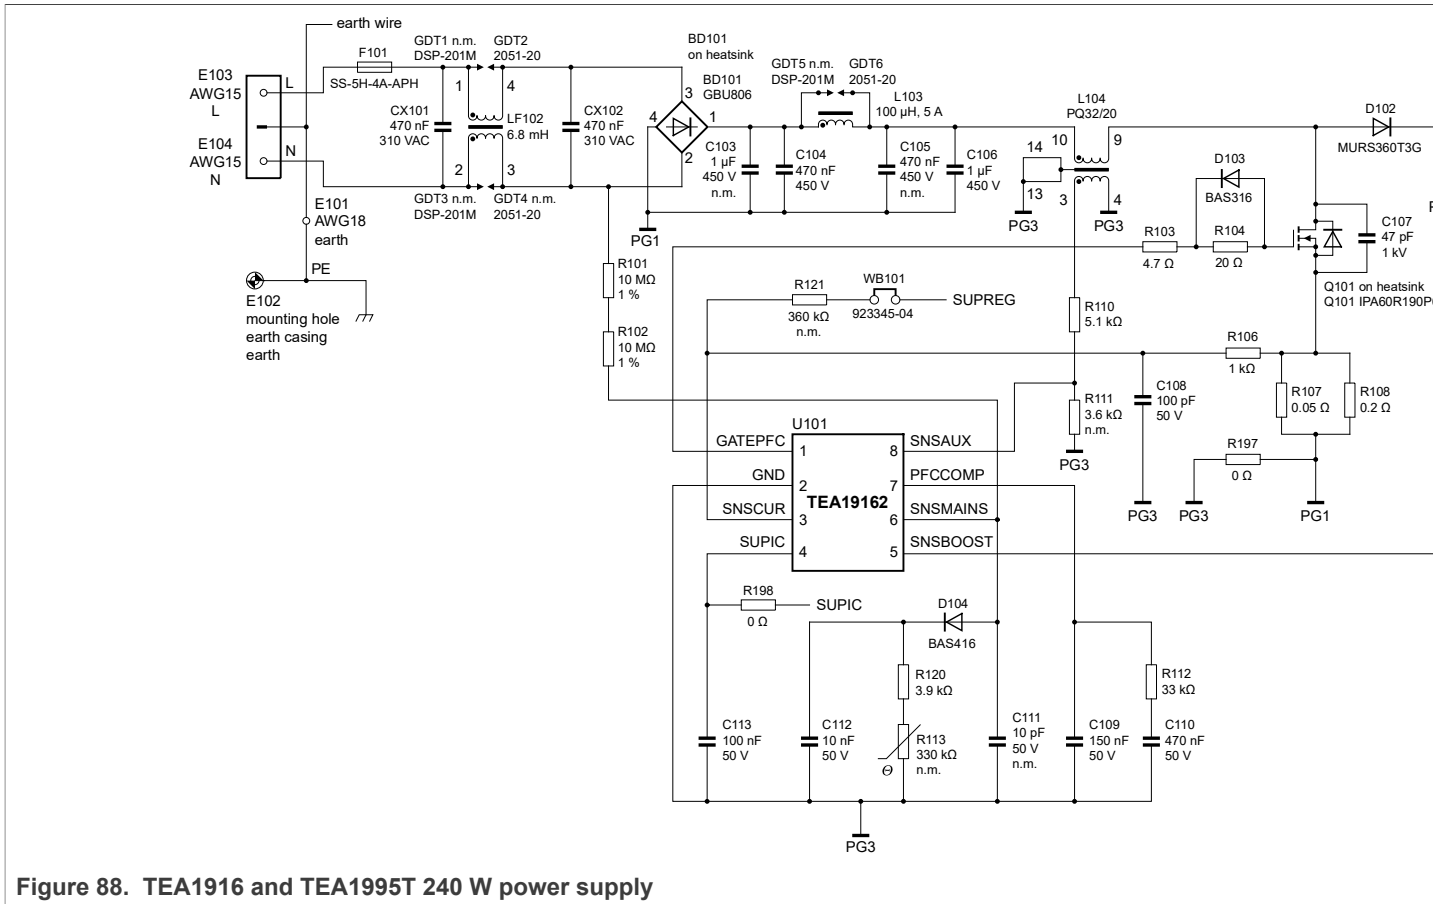 earth wire
E103
AWG15
L
L
E104
AWG15
N
N
F101
SS-5H-4A-APH
GDT1 n.m.
DSP-201M
GDT2
2051-20
1
4
CX101
470 nF
310 VAC
LF102
6.8 mH
2
3
GDT3 n.m.
DSP-201M
GDT4 n.m.
2051-20
CX102
470 nF
310 VAC
BD101
on heatsink
BD101
GBU806
3
4
1
2
C103
1 µF
450 V
n.m.
C104
470 nF
450 V
GDT5 n.m.
DSP-201M
GDT6
2051-20
L103
100 µH, 5 A
C105
470 nF
450 V
n.m.
C106
1 µF
450 V
PG1
L104
PQ32/20
10
9
14
13
3
4
PG3
PG3
D102
MURS360T3G
D103
BAS316
R103
4.7 Ω
R104
20 Ω
C107
47 pF
1 kV
Q101 on heatsink
Q101 IPA60R190P
E101
AWG18
earth
PE
E102
mounting hole
earth casing
earth
R101
10 MΩ
1 %
R102
10 MΩ
1 %
R121
360 kΩ
n.m.
WB101
923345-04
SUPREG
R110
5.1 kΩ
R111
3.6 kΩ
n.m.
PG3
C108
100 pF
50 V
PG3
R106
1 kΩ
R107
0.05 Ω
R108
0.2 Ω
R197
0 Ω
PG3
PG1
U101
TEA19162
GATEPFC
1
GND
2
SNSCUR
3
SUPIC
4
8
SNSAUX
7
PFCCOMP
6
SNSMAINS
5
SNSBOOST
R198
0 Ω
SUPIC
D104
BAS416
R120
3.9 kΩ
R113
330 kΩ
n.m.
Θ
C113
100 nF
50 V
C112
10 nF
50 V
C111
10 pF
50 V
n.m.
C109
150 nF
50 V
R112
33 kΩ
C110
470 nF
50 V
PG3
Figure 88. TEA1916 and TEA1995T 240 W power supply